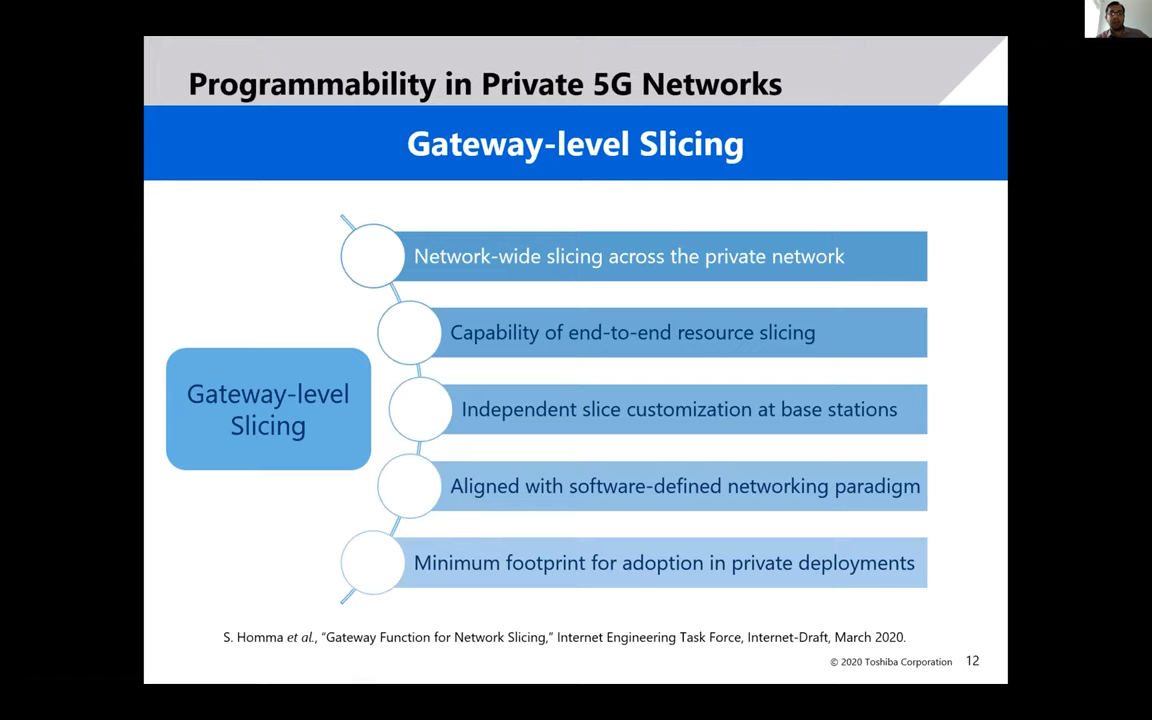 Programmability in Private 5G Networks
Gateway-level Slicing
Network-wide slicing across the private network
Capability of end-to-end resource slicing
Gateway-level
Slicing
Independent slice customization at base stations
Aligned with software-defined networking paradigm
Minimum footprint for adoption in private deployments
S. Homma et al., “Gateway Function for Network Slicing,” Internet Engineering Task Force, Internet-Draft, March 2020.
© 2020 Toshiba Corporation 12